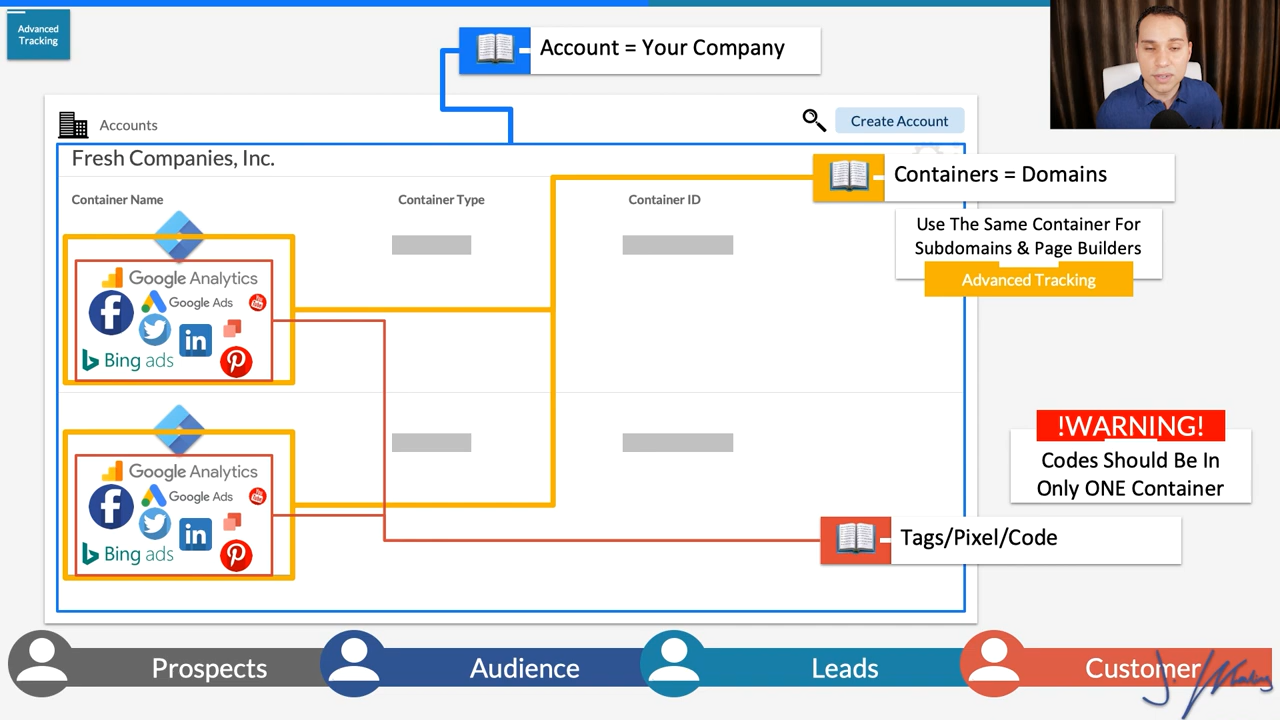 Advanced
Tracking
Account = Your Company
Accounts
Create Account
Fresh Companies, Inc.
Containers = Domains
Container Name
Container Type
Container ID
Use The Same Container For
Subdomains & Page Builders
Advanced Tracking
Google Analytics
Google Ads
in
Bing ads
!WARNING!
Codes Should Be In
Only ONE Container
Google Analytics
Google Ads
in
Bing ads
Tags/Pixel/Code
Prospects
Audience
Leads
Customer